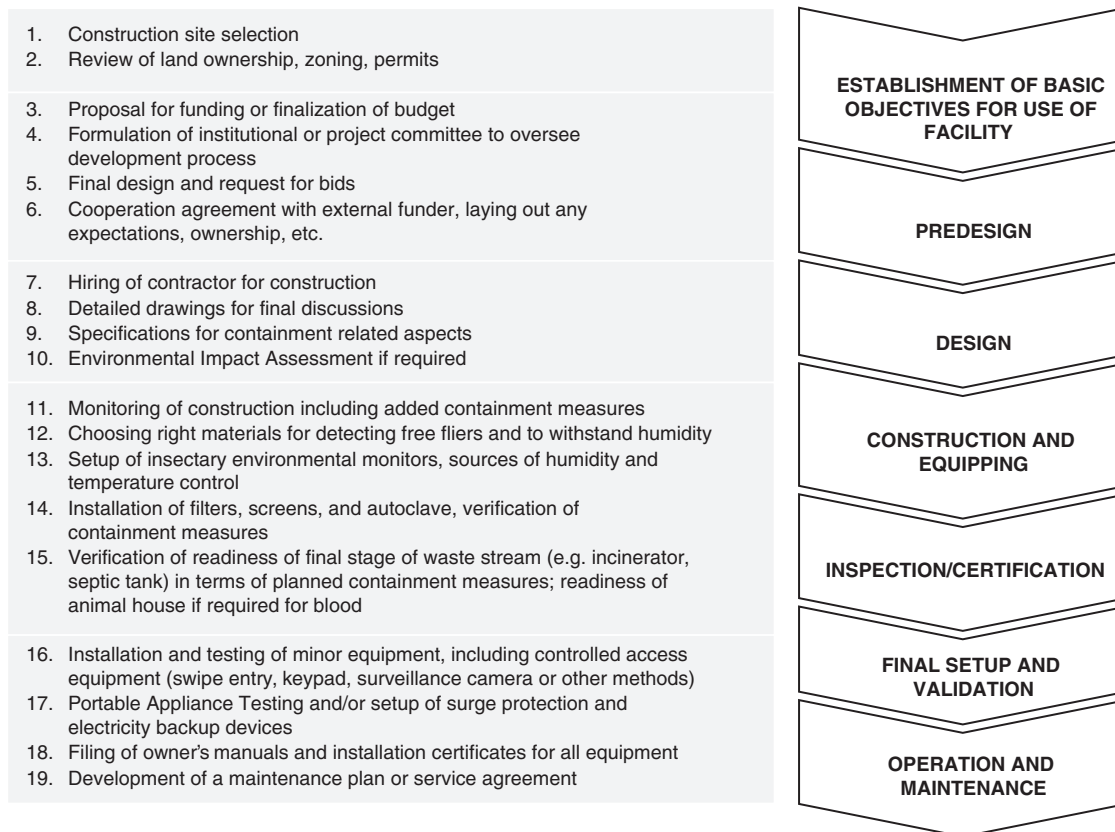 1. Construction site selection
2. Review of land ownership, zoning, permits
3. Proposal for funding or finalization of budget
4. Formulation of institutional or project committee to oversee
development process
5. Final design and request for bids
6. Cooperation agreement with external funder, laying out any
expectations, ownership, etc.
7. Hiring of contractor for construction
8. Detailed drawings for final discussions
9. Specifications for containment related aspects
10. Environmental Impact Assessment if required
11. Monitoring of construction including added containment measures
12. Choosing right materials for detecting free fliers and to withstand humidity
13. Setup of insectary environmental monitors, sources of humidity and
temperature control
14. Installation of filters, screens, and autoclave, verification of
containment measures
15. Verification of readiness of final stage of waste stream (e.g. incinerator,
septic tank) in terms of planned containment measures; readiness of
animal house if required for blood
16. Installation and testing of minor equipment, including controlled access
equipment (swipe entry, keypad, surveillance camera or other methods)
17. Portable Appliance Testing and/or setup of surge protection and
electricity backup devices
18. Filing of owner's manuals and installation certificates for all equipment
19. Development of a maintenance plan or service agreement
ESTABLISHMENT OF BASIC
OBJECTIVES FOR USE OF
FACILITY
PREDESIGN
DESIGN
CONSTRUCTION AND
EQUIPPING
INSPECTION/CERTIFICATION
FINAL SETUP AND
VALIDATION
OPERATION AND
MAINTENANCE